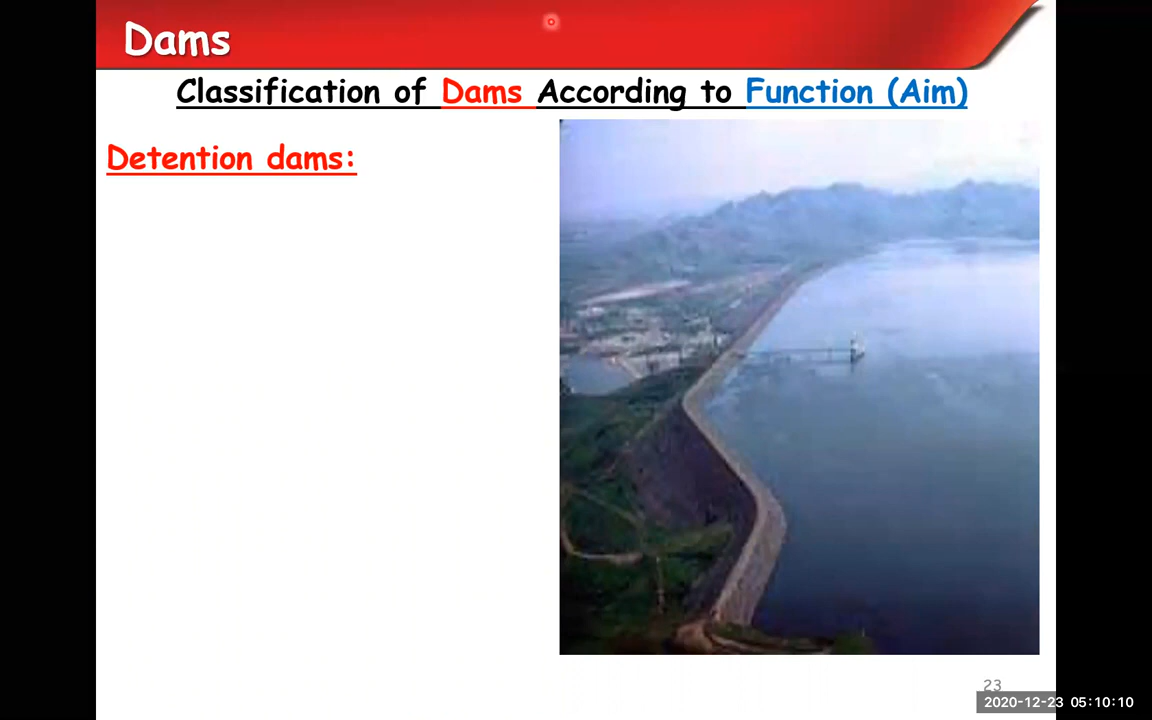 Dams
Classification of Dams According to Function (Aim)
Detention dams:
23
2020-12-23 05:10:10